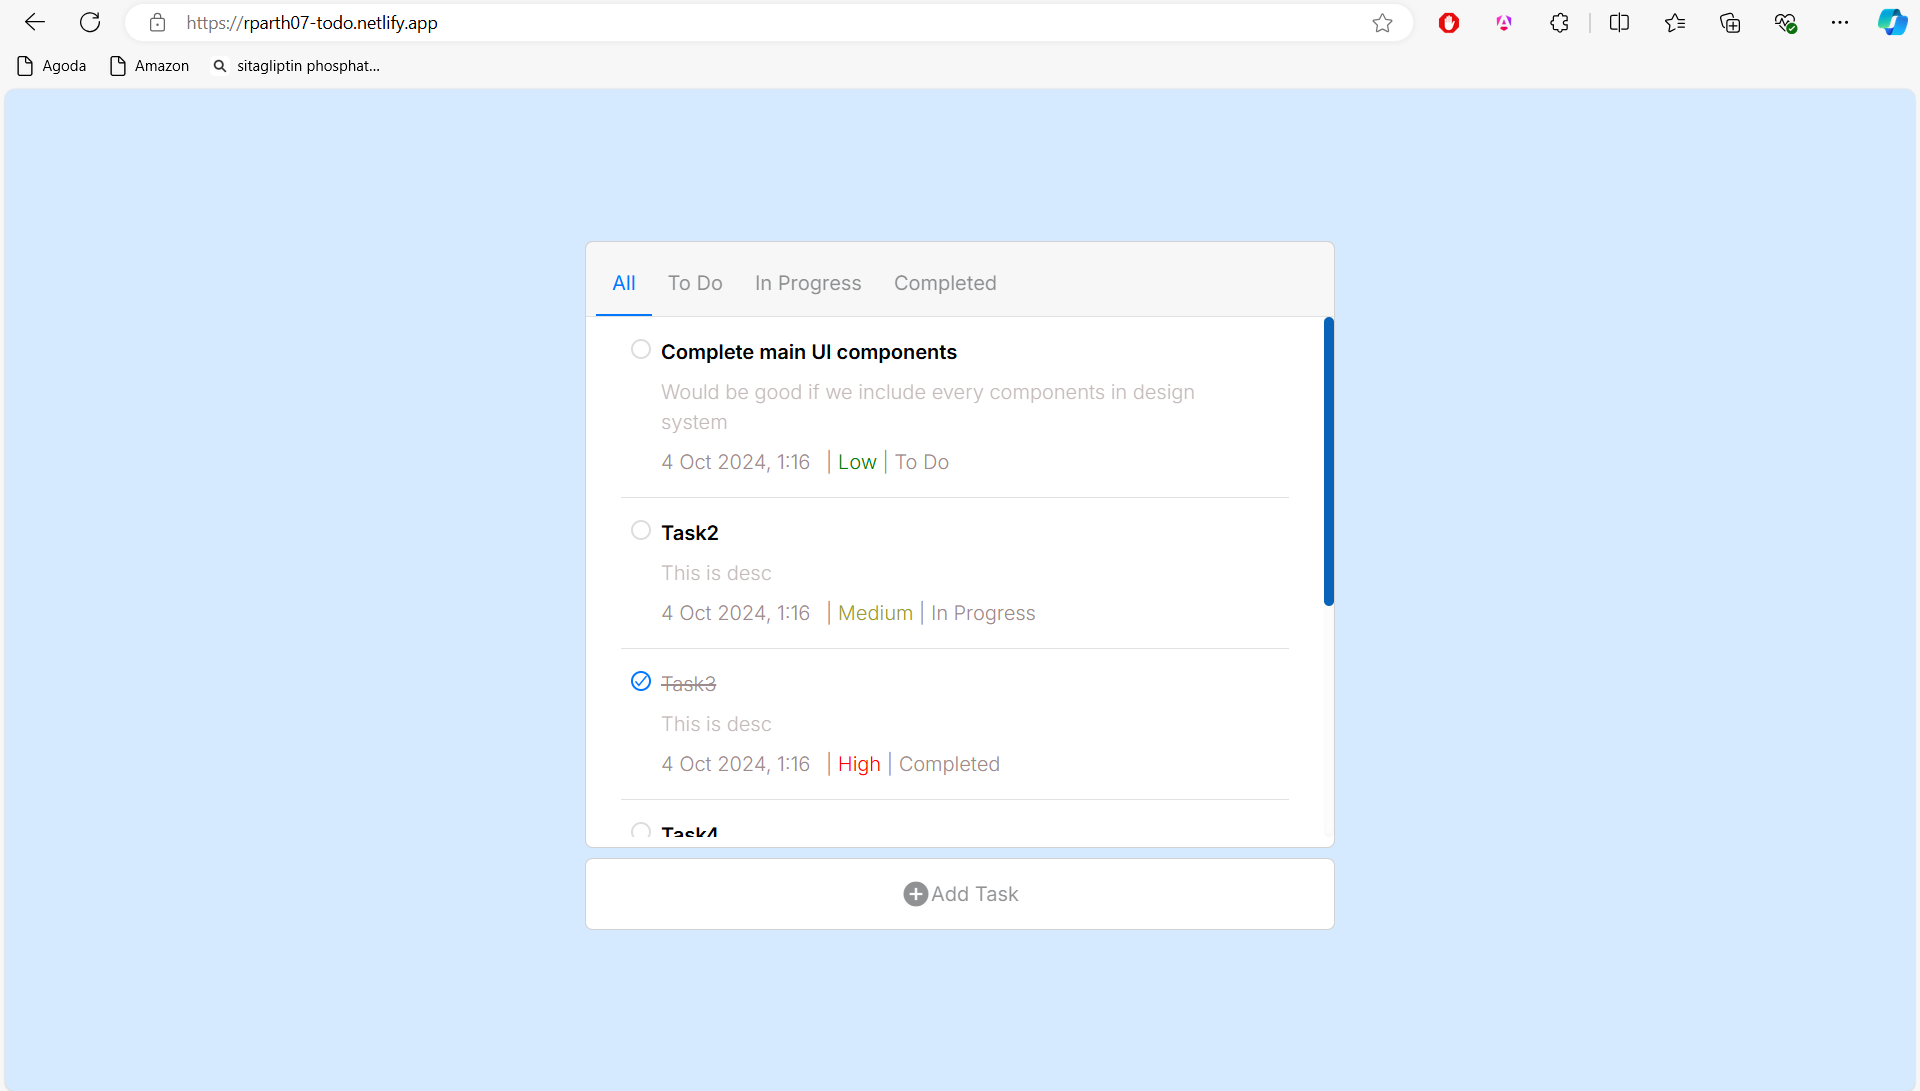 https://rparth07-todo.netlify.app
Agoda Amazon sitagliptin phosphat...
All To Do In Progress Completed
Complete main UI components
Would be good if we include every components in design
system
4 Oct 2024, 1:16 | Low | To Do
Task2
This is desc
4 Oct 2024, 1:16 | Medium | In Progress
Task3
This is desc
4 Oct 2024, 1:16 | High | Completed
Task4
Add Task